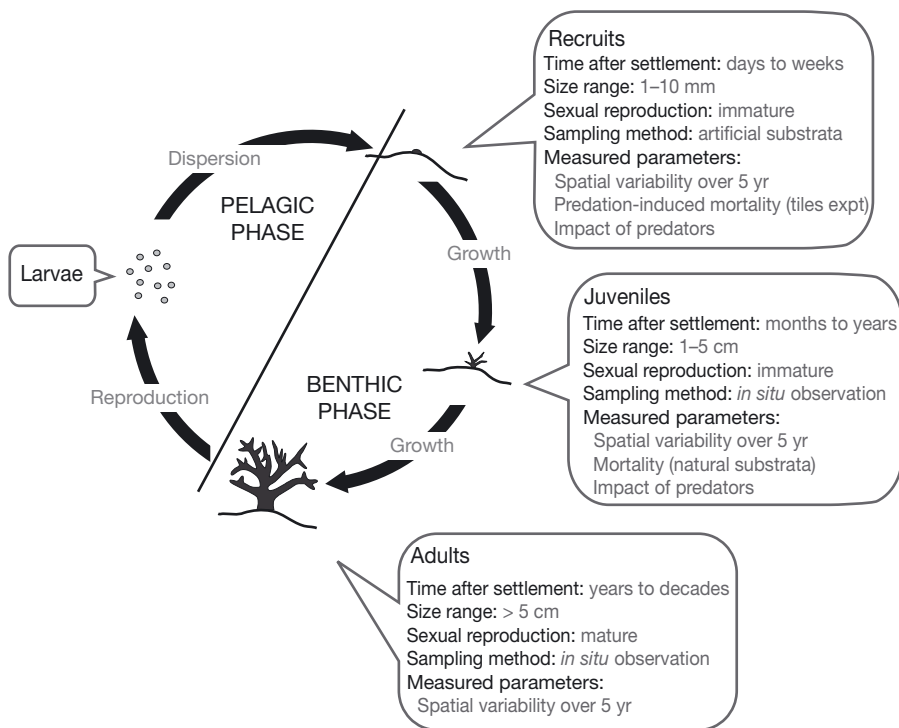 Recruits
Time after settlement: days to weeks
Size range: 1–10 mm
Sexual reproduction: immature
Sampling method: artificial substrata
Measured parameters:
Spatial variability over 5 yr
Predation-induced mortality (tiles expt)
Impact of predators
Dispersion
PELAGIC
PHASE
Larvae
Growth
Juveniles
Time after settlement: months to years
Size range: 1–5 cm
Sexual reproduction: immature
Sampling method: in situ observation
Measured parameters:
Spatial variability over 5 yr
Mortality (natural substrata)
Impact of predators
BENTHIC
PHASE
Reproduction
Growth
Adults
Time after settlement: years to decades
Size range: > 5 cm
Sexual reproduction: mature
Sampling method: in situ observation
Measured parameters:
Spatial variability over 5 yr